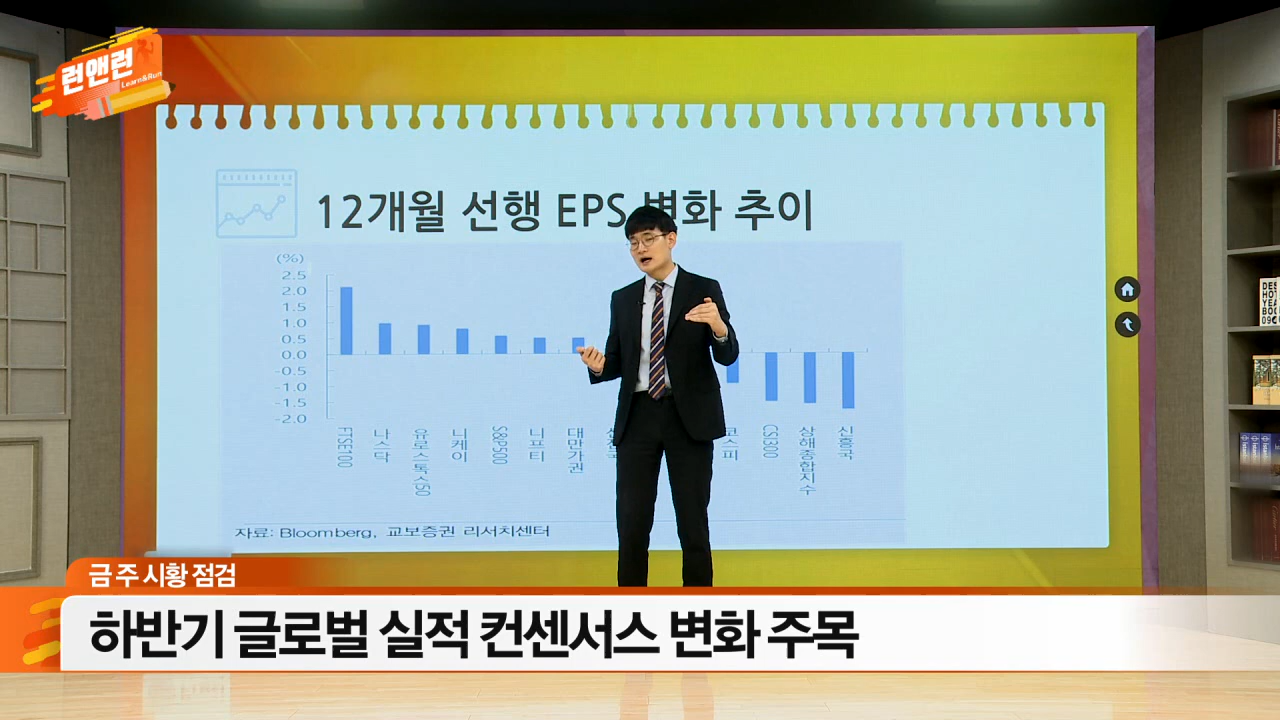 런앤런
Learn&Run
12개월 선행 EPS 변화 추이
(%)
2.5
2.0
1.5
1.0
0.5
0.0
-0.5
-1.0
-1.5
-2.0
FTSE100
나스닥
유로스톡스50
니케이
S&P500
니프티
대만가권
코스피
CSI300
상해종합지수
신흥국
자료: Bloomberg, 교보증권 리서치센터
금주 시황 점검
하반기 글로벌 실적 컨센서스 변화 주목